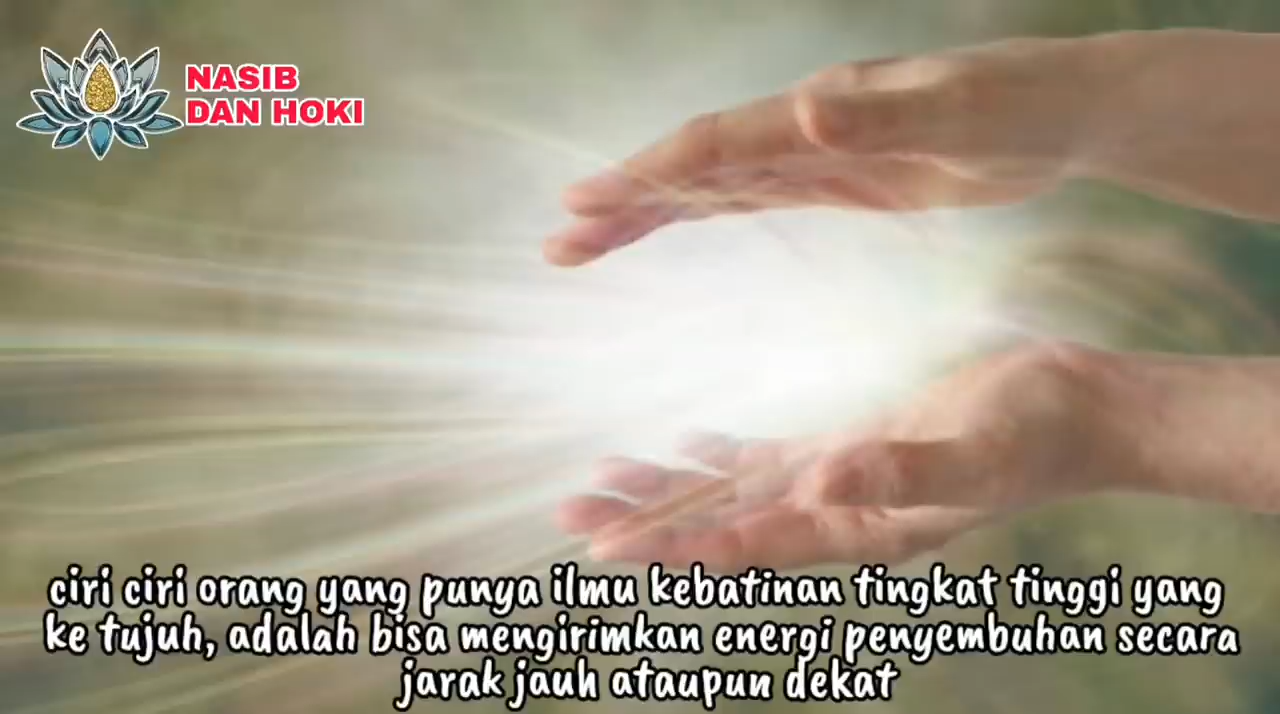 NASIB
DAN HOKI
ciri ciri orang yang punya ilmu kebatinan tingkat tinggi yang
ke tujuh, adalah bisa mengirimkan energi penyembuhan secara
jarak jauh ataupun dekat